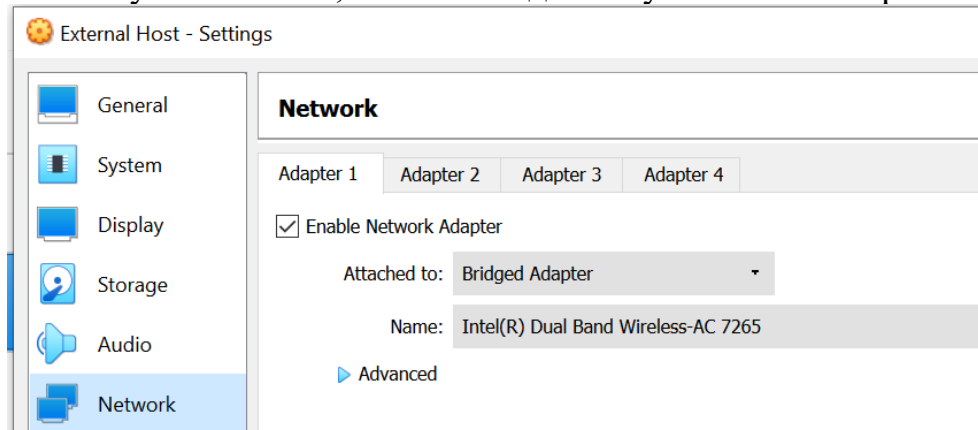 External Host - Settings
General
System
Display
Storage
Audio
Network
Network
Adapter 1 Adapter 2 Adapter 3 Adapter 4
Enable Network Adapter
Attached to: Bridged Adapter
Name: Intel(R) Dual Band Wireless-AC 7265
Advanced